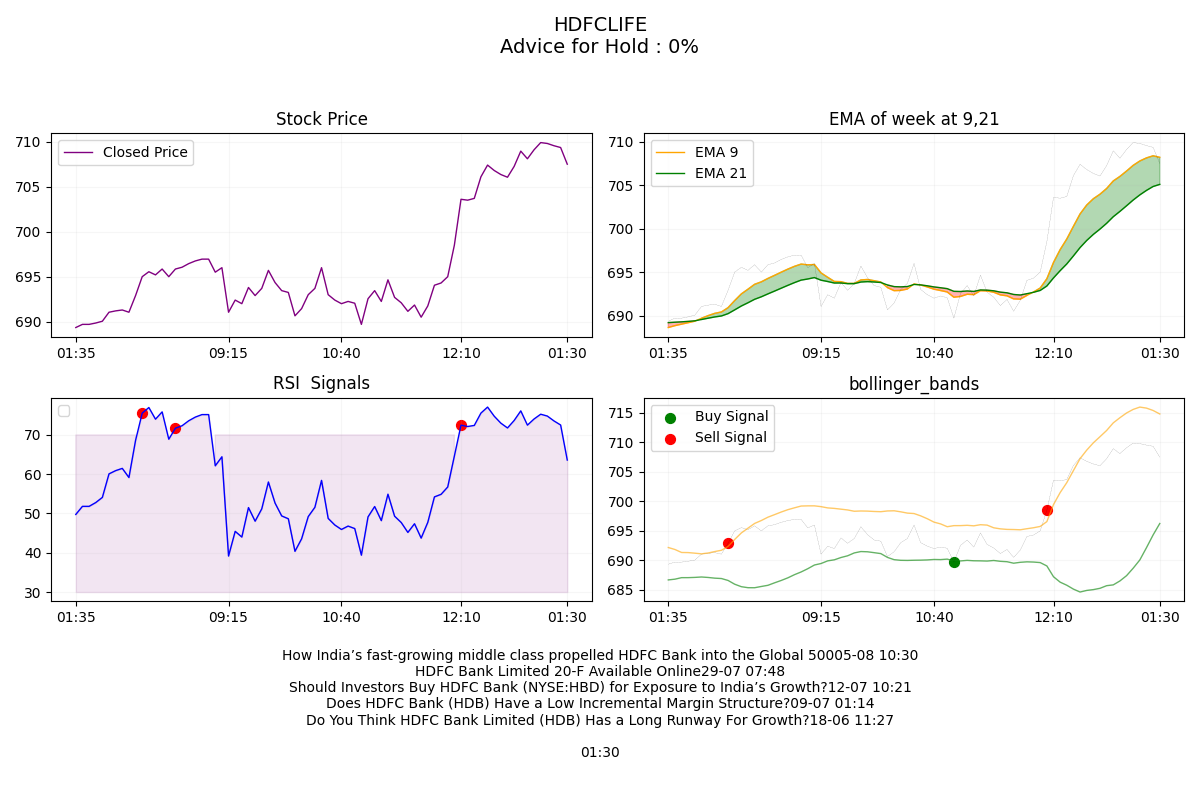 HDFCLIFE
Advice for Hold : 0%
Stock Price
710
705
700
695
690
Closed Price
01:35
09:15
10:40
12:10
01:30
EMA of week at 9,21
710
705
700
695
690
EMA 9
EMA 21
01:35
09:15
10:40
12:10
01:30
RSI  Signals
70
60
50
40
30
01:35
09:15
10:40
12:10
01:30
bollinger_bands
715
710
705
700
695
690
685
Buy Signal
Sell Signal
01:35
09:15
10:40
12:10
01:30
How India’s fast-growing middle class propelled HDFC Bank into the Global 50005-08 10:30
HDFC Bank Limited 20-F Available Online29-07 07:48
Should Investors Buy HDFC Bank (NYSE:HBD) for Exposure to India’s Growth?12-07 10:21
Does HDFC Bank (HDB) Have a Low Incremental Margin Structure?09-07 01:14
Do You Think HDFC Bank Limited (HDB) Has a Long Runway For Growth?18-06 11:27
01:30